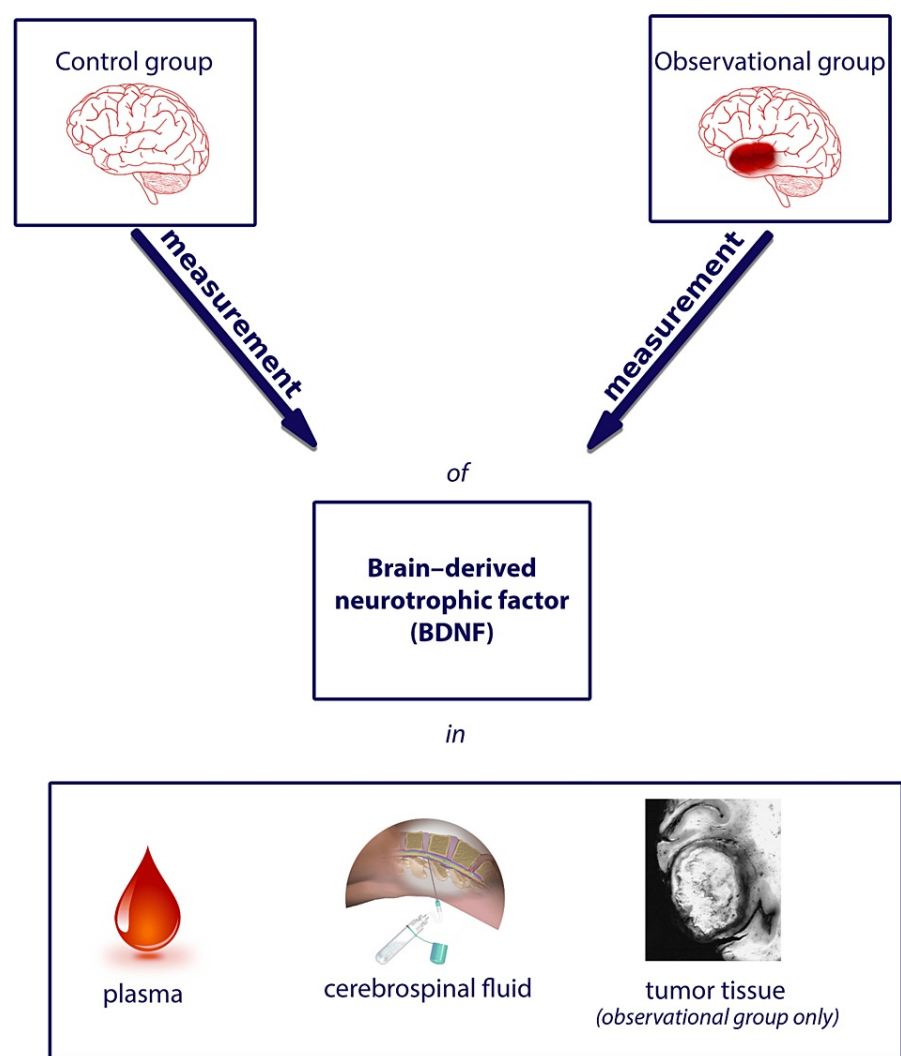 Control group
Observational group
measurement
measurement
of
Brain–derived
neurotrophic factor
(BDNF)
in
plasma
cerebrospinal fluid
tumor tissue
(observational group only)